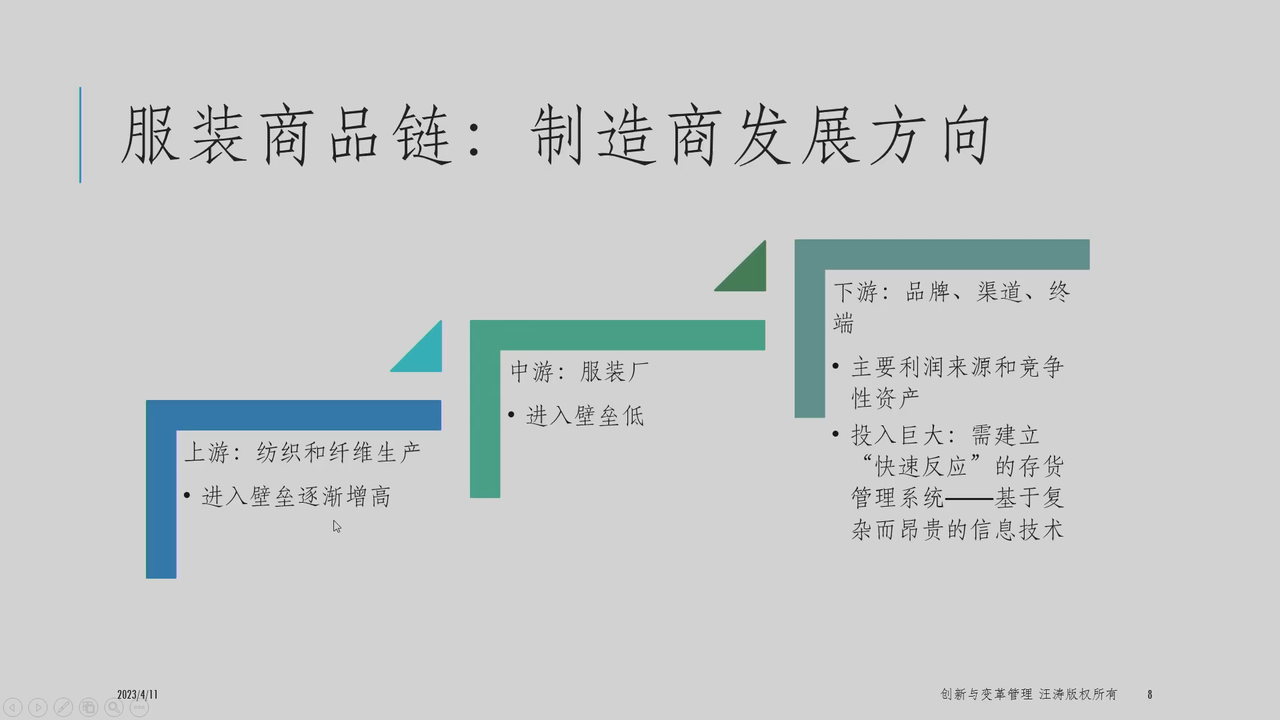 服装商品链：制造商发展方向
上游：纺织和纤维生产
• 进入壁垒逐渐增高
中游：服装厂
• 进入壁垒低
下游：品牌、渠道、终
端
• 主要利润来源和竞争
性资产
• 投入巨大：需建立
“快速反应”的存货
管理系统——基于复
杂而昂贵的信息技术
2023/4/11
创新与变革管理 汪涛版权所有
8